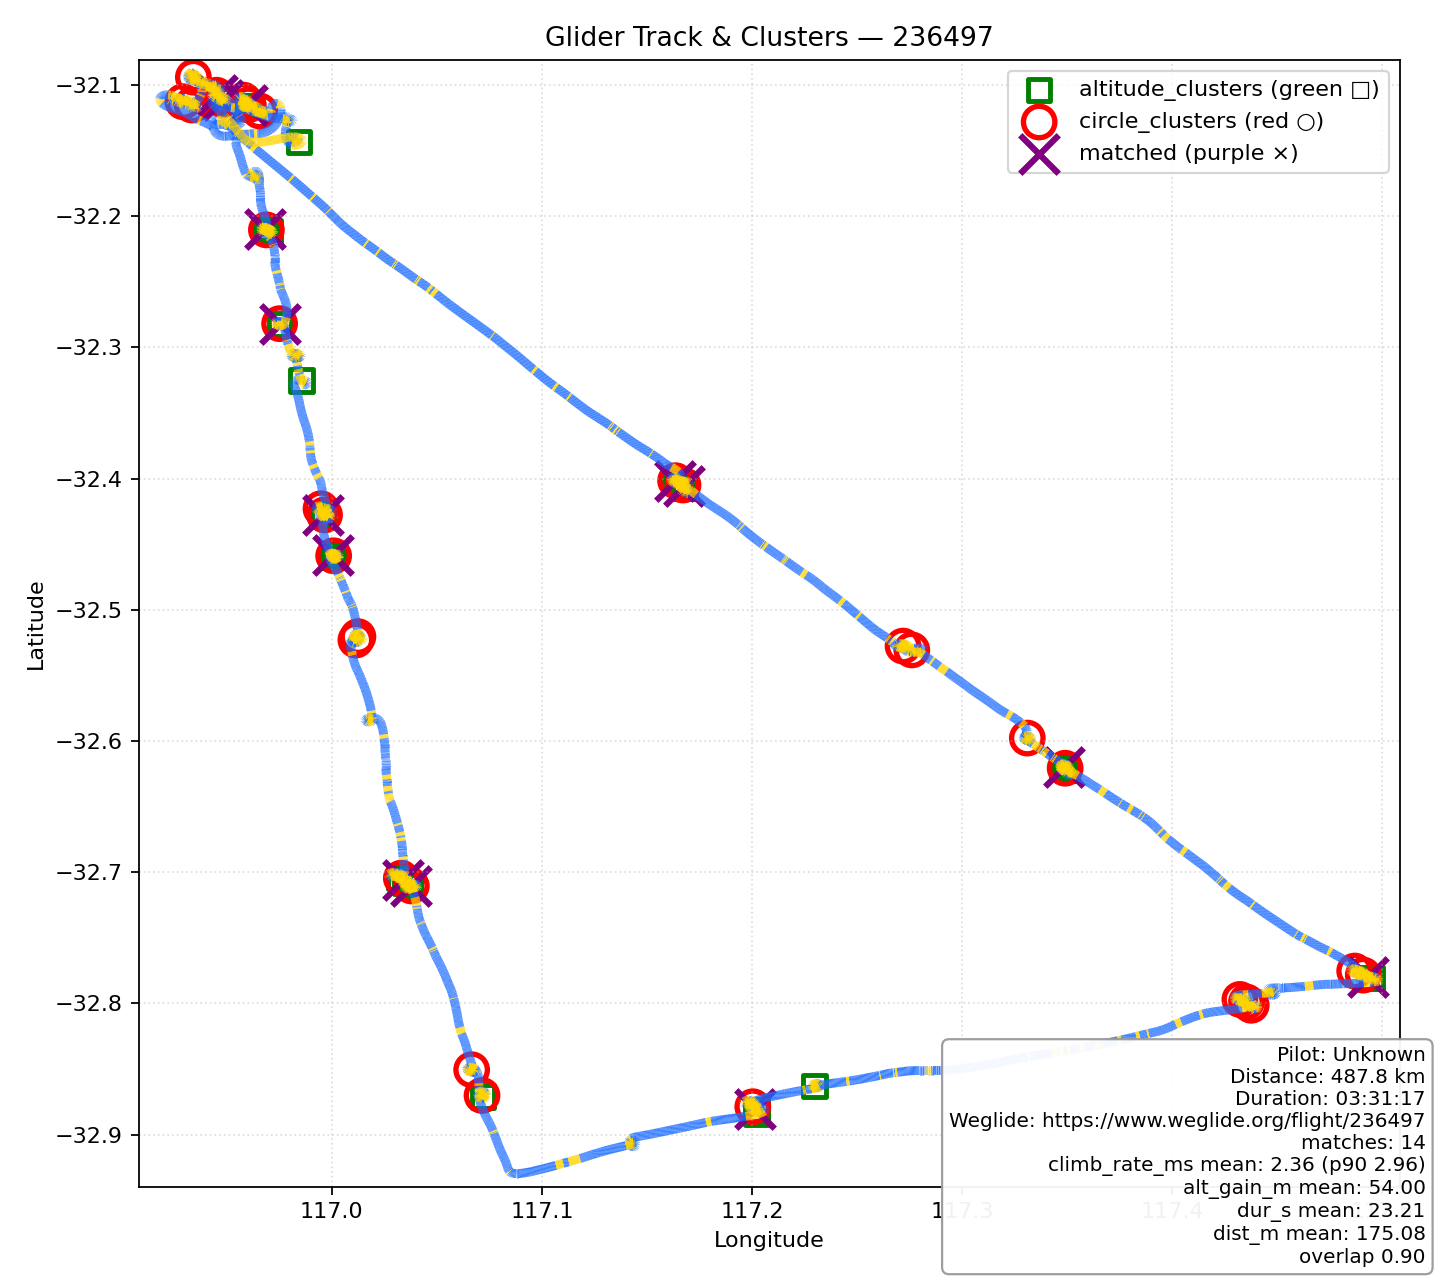 Glider Track & Clusters — 236497
altitude_clusters (green □)
circle_clusters (red ○)
matched (purple ×)
−32.1
−32.2
−32.3
−32.4
−32.5
−32.6
−32.7
−32.8
−32.9
Latitude
117.0
117.1
117.2
117.3
117.4
Longitude
Pilot: Unknown
Distance: 487.8 km
Duration: 03:31:17
Weglide: https://www.weglide.org/flight/236497
matches: 14
climb_rate_ms mean: 2.36 (p90 2.96)
alt_gain_m mean: 54.00
dur_s mean: 23.21
dist_m mean: 175.08
overlap 0.90